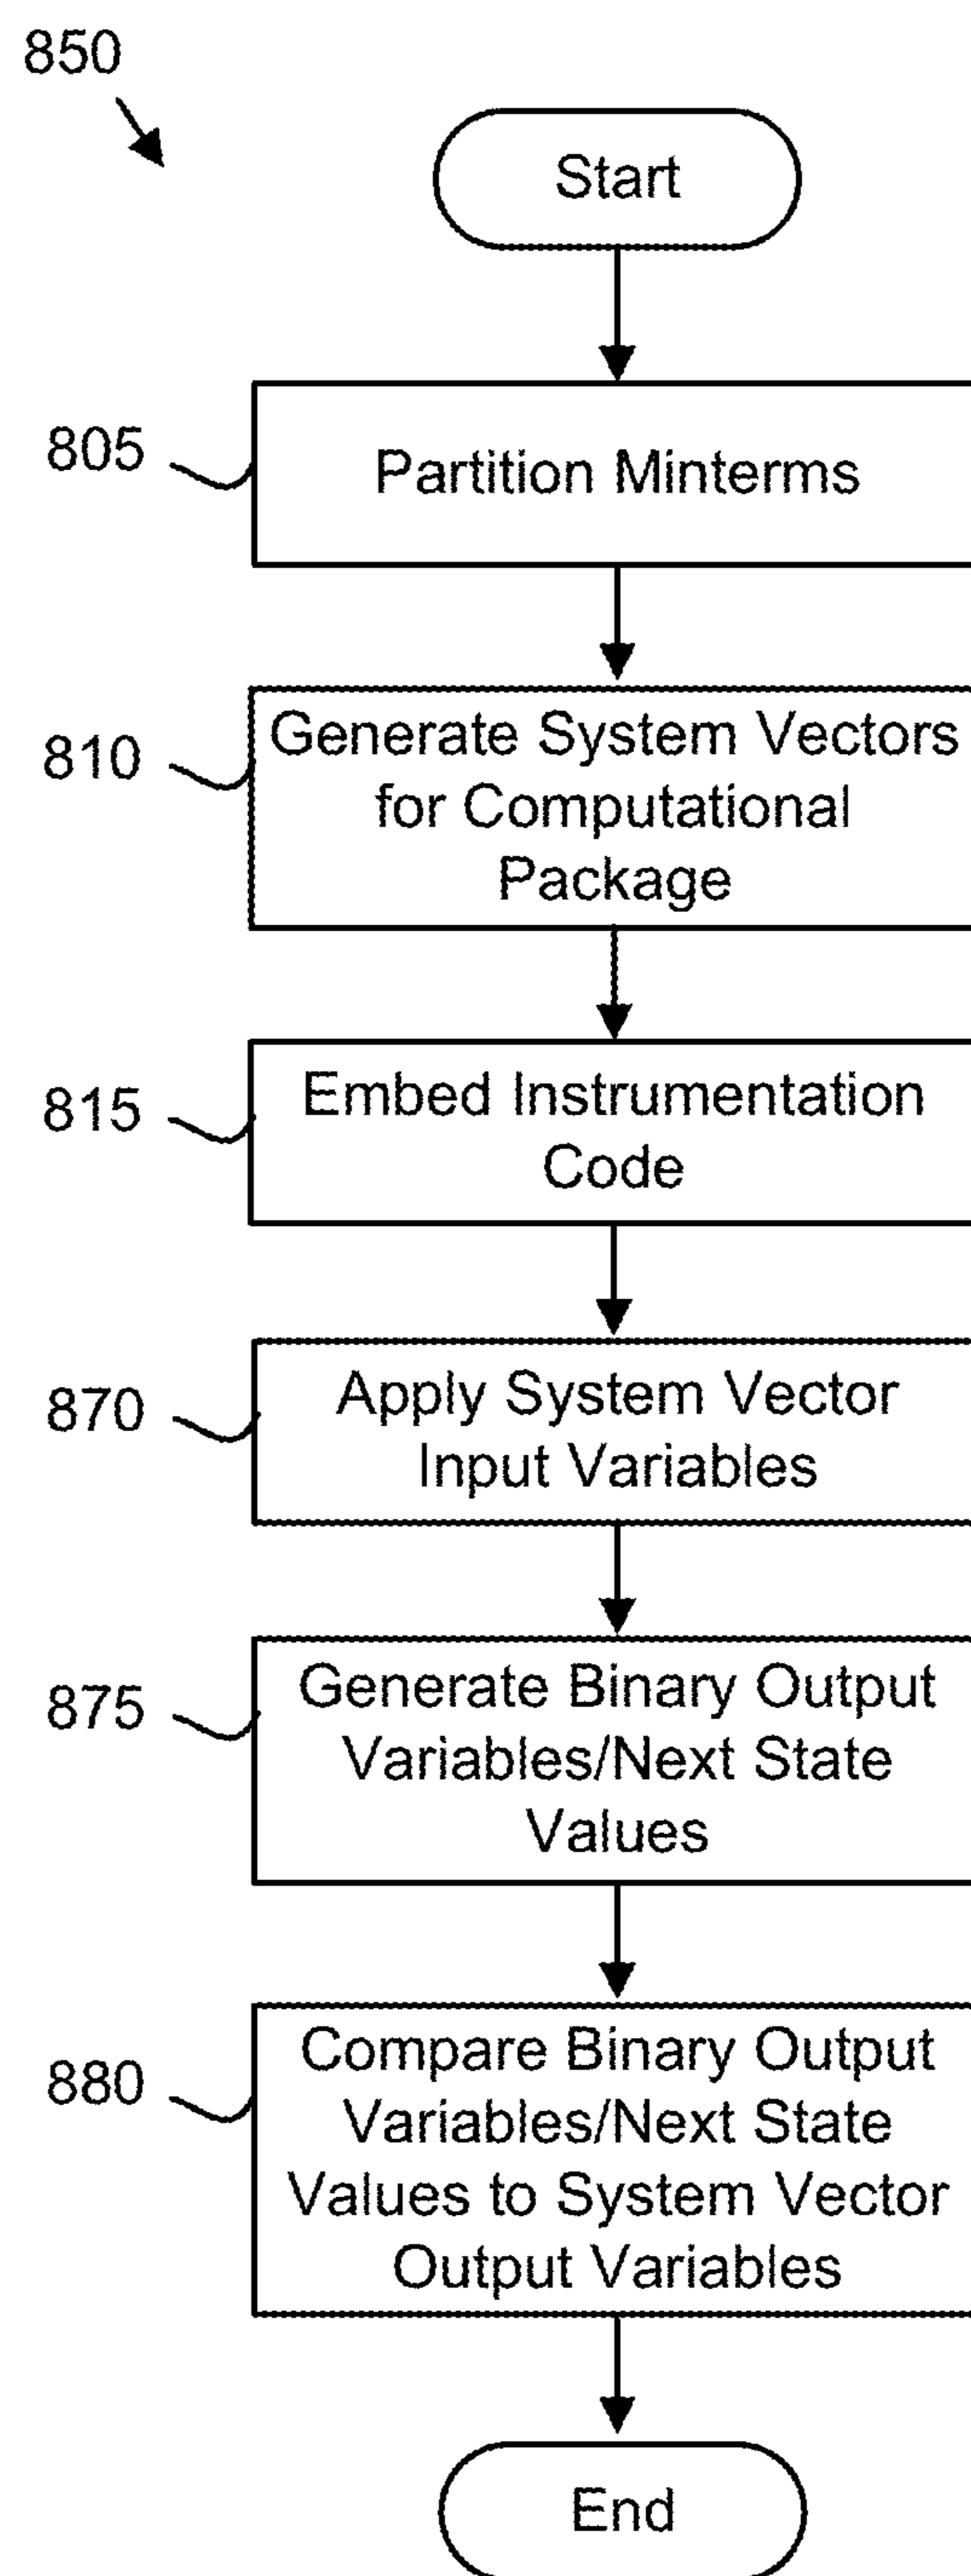 850
Start
805
Partition Minterms
810
Generate System Vectors
for Computational
Package
815
Embed Instrumentation
Code
870
Apply System Vector
Input Variables
875
Generate Binary Output
Variables/Next State
Values
880
Compare Binary Output
Variables/Next State
Values to System Vector
Output Variables
End